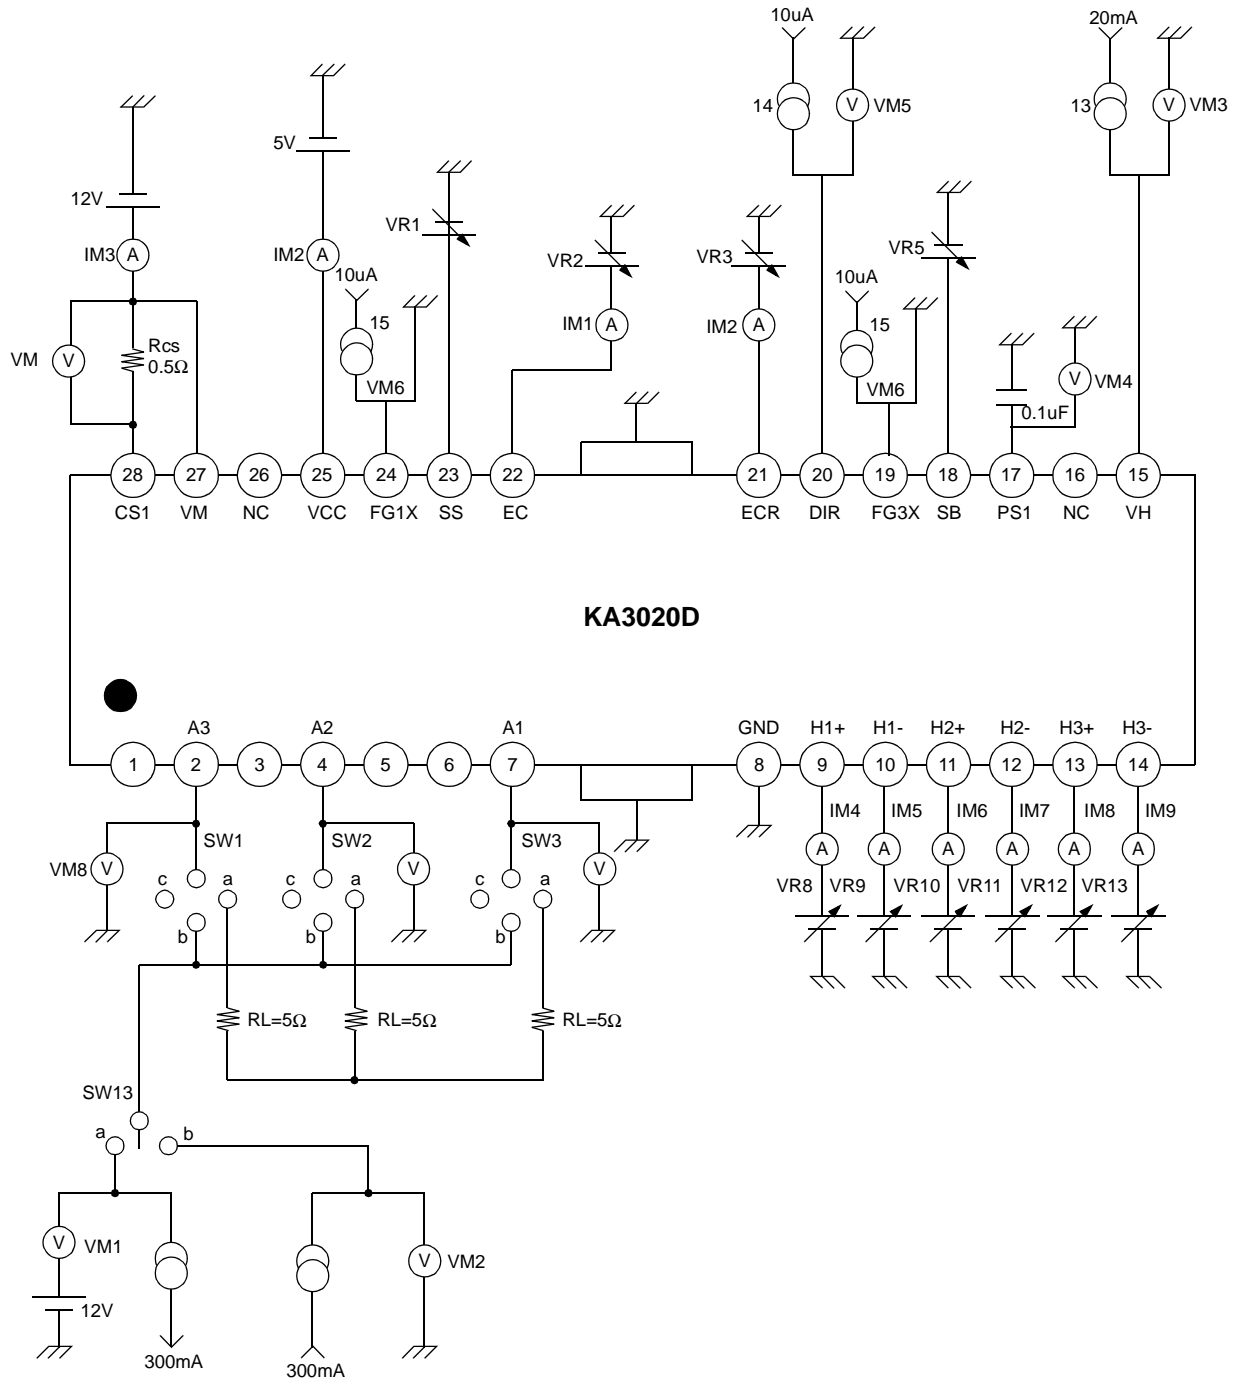 10uA
20mA
14
V
VM5
13
V
VM3
5V
12V
VR1
IM3
A
IM2
A
VR2
VR3
VR5
10uA
10uA
15
IM1
A
IM2
A
15
VM
V
Rcs
0.5Ω
VM6
VM6
V
VM4
0.1uF
28
27
26
25
24
23
22
21
20
19
18
17
16
15
CS1
VM
NC
VCC
FG1X
SS
EC
ECR
DIR
FG3X
SB
PS1
NC
VH
KA3020D
A3
A2
A1
GND
H1+
H1-
H2+
H2-
H3+
H3-
1
2
3
4
5
6
7
8
9
10
11
12
13
14
IM4
IM5
IM6
IM7
IM8
IM9
SW1
SW2
SW3
A
A
A
A
A
A
VM8
V
V
V
c
a
c
a
c
a
VR8
VR9
VR10
VR11
VR12
VR13
b
b
b
RL=5Ω
RL=5Ω
RL=5Ω
SW13
a
b
V
VM1
V
VM2
12V
300mA
300mA